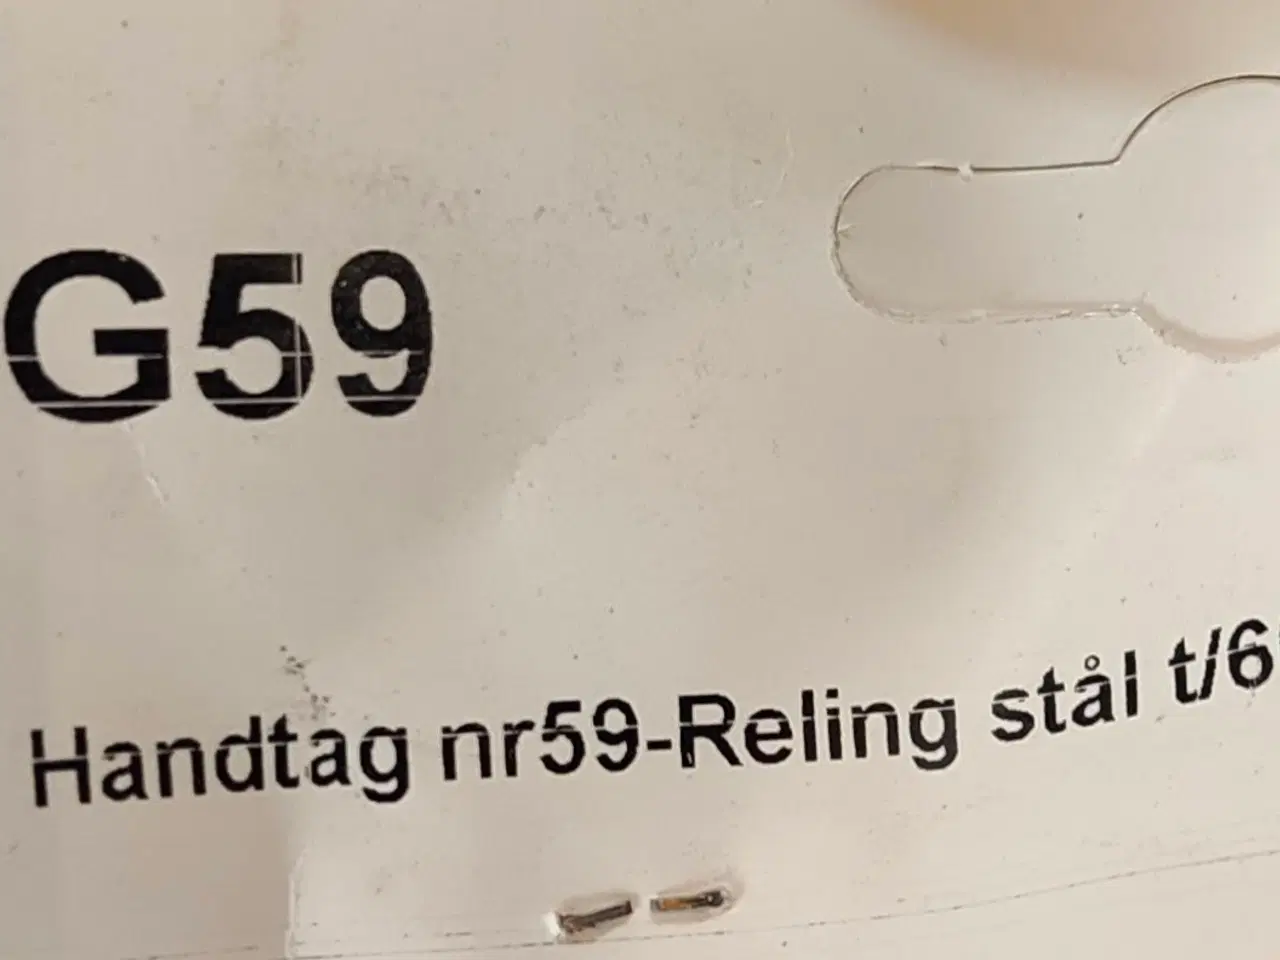 G59
Handtag nr59-Reling stål t/6